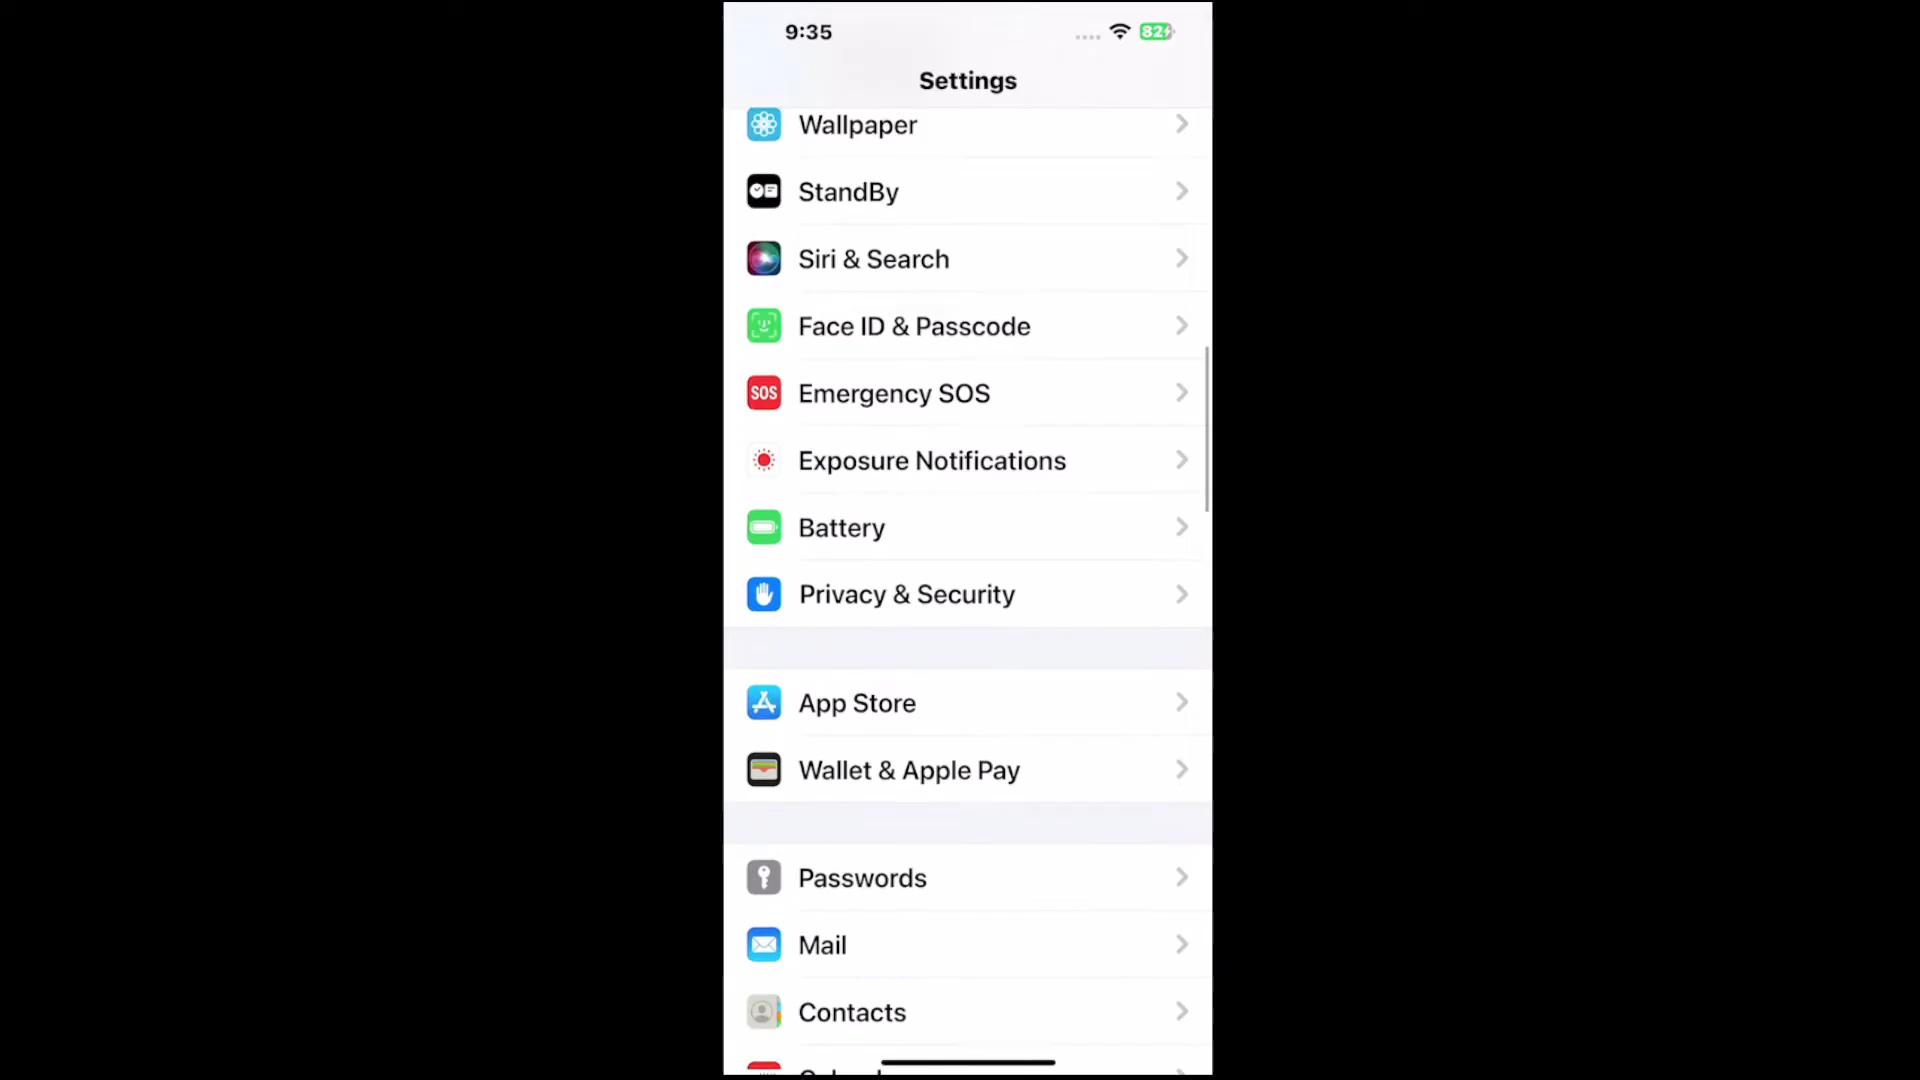 9:35
82
Settings
Wallpaper
StandBy
Siri & Search
Face ID & Passcode
SOS
Emergency SOS
Exposure Notifications
Battery
Privacy & Security
App Store
Wallet & Apple Pay
Passwords
Mail
Contacts